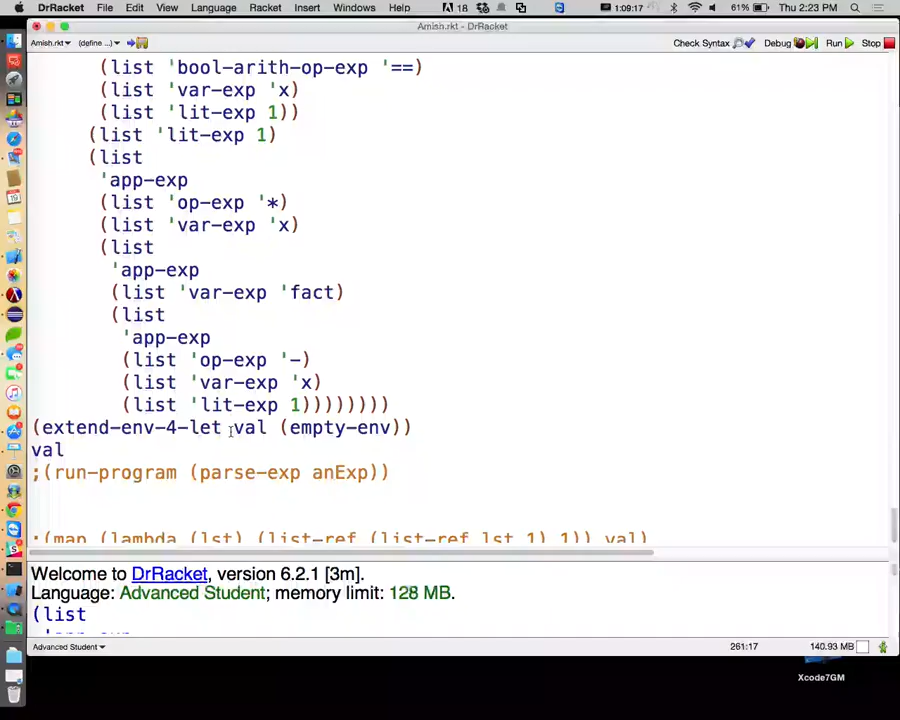 DrRacket File Edit View Language Racket Insert Windows Help 18 1:09:17 61% Thu 2:23 PM
Amish.rkt - DrRacket
Amish.rkt (define ...) Check Syntax Debug Run Stop
(list 'bool-arith-op-exp '==)
(list 'var-exp 'x)
(list 'lit-exp 1))
(list 'lit-exp 1)
(list
'app-exp
(list 'op-exp '*)
(list 'var-exp 'x)
(list
'app-exp
(list 'var-exp 'fact)
(list
'app-exp
(list 'op-exp '-)
(list 'var-exp 'x)
(list 'lit-exp 1))))))))
(extend-env-4-let val (empty-env))
val
;(run-program (parse-exp anExp))
;(map (lambda (lst) (list-ref (list-ref lst 1) 1)) val)
Welcome to DrRacket, version 6.2.1 [3m].
Language: Advanced Student; memory limit: 128 MB.
(list
'app-exp
Advanced Student 261:17 140.93 MB
Xcode7GM